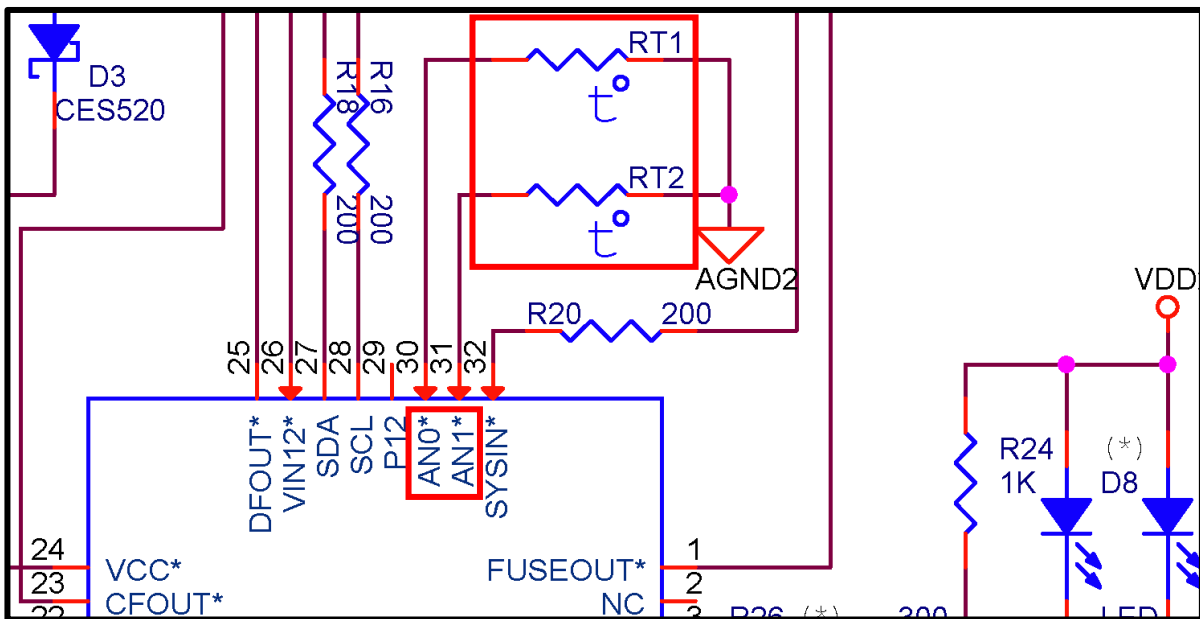 D3
CES520
R18
200
R16
200
RT1
t°
RT2
t°
AGND2
R20 200
VDD
25
26
27
28
29
30
31
32
DFOUT*
VIN12*
SDA
SCL
P12
AN0*
AN1*
SYSIN*
R24
1K
(*)
D8
24
VCC*
23
CFOUT*
22
FUSEOUT*
1
NC
2
3
R26 (*) 300
LED